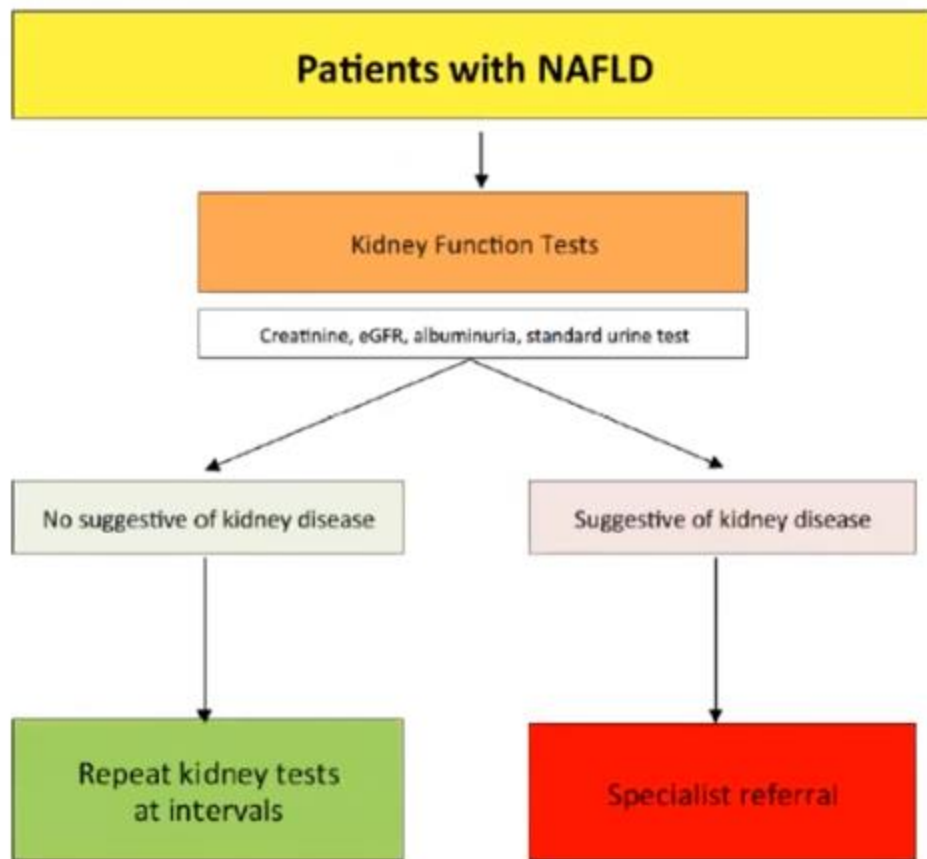 Patients with NAFLD
Kidney Function Tests
Creatinine, eGFR, albuminuria, standard urine test
No suggestive of kidney disease
Suggestive of kidney disease
Repeat kidney tests
at intervals
Specialist referral